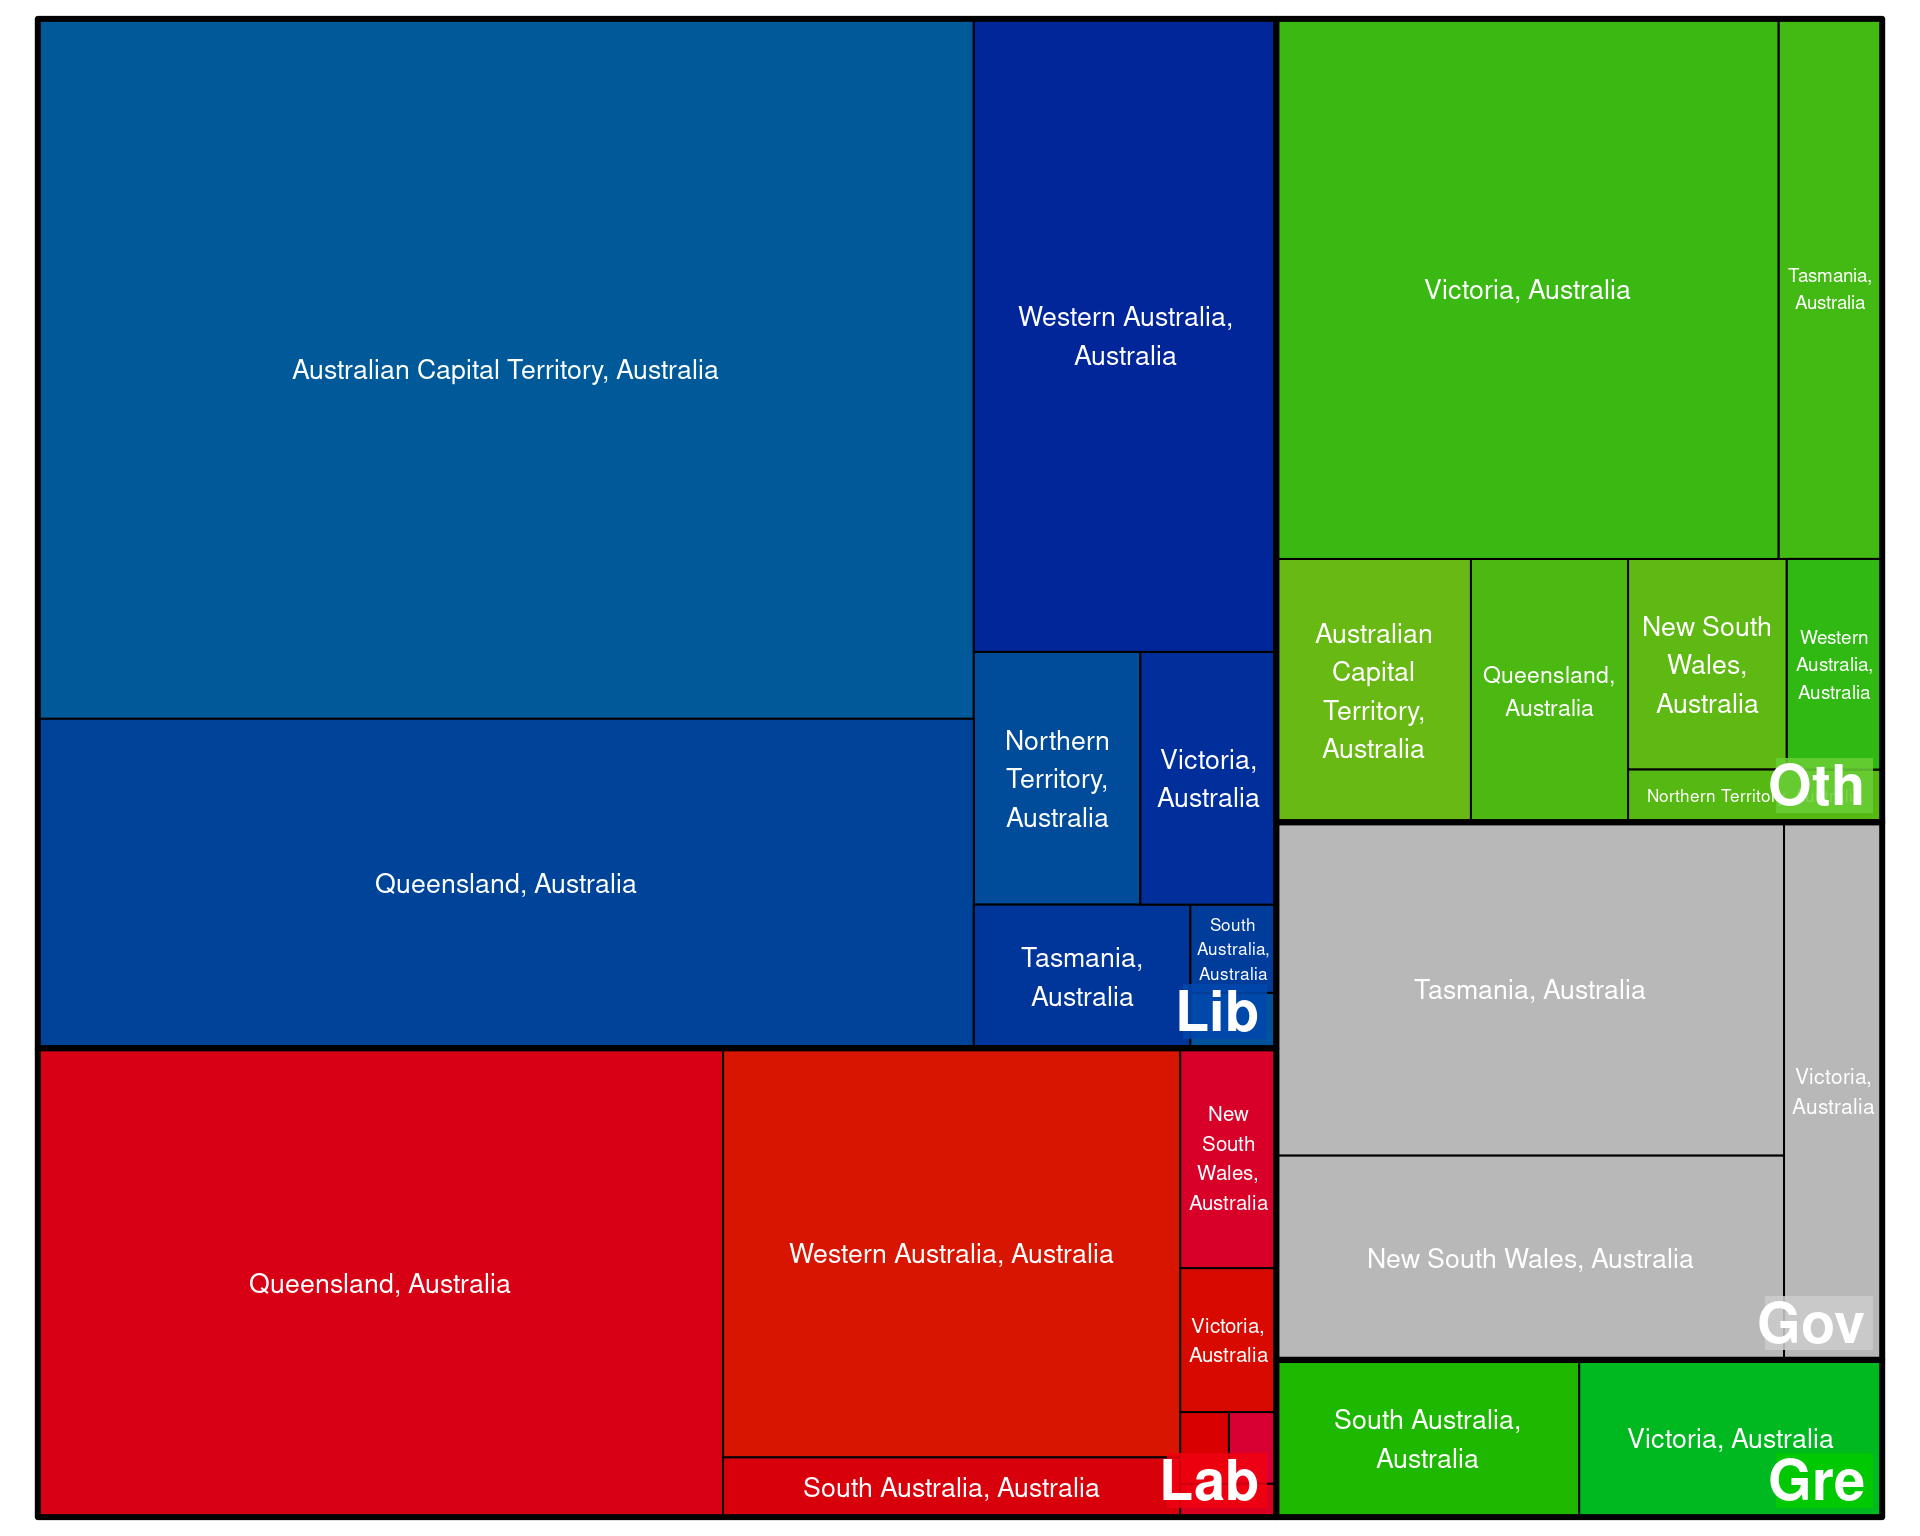 Australian Capital Territory, Australia
Queensland, Australia
Western Australia,
Australia
Northern
Territory,
Australia
Victoria,
Australia
Tasmania,
Australia
South
Australia,
Australia
Lib
Queensland, Australia
Western Australia, Australia
South Australia, Australia
New
South
Wales,
Australia
Victoria,
Australia
Lab
Victoria, Australia
Tasmania,
Australia
Australian
Capital
Territory,
Australia
Queensland,
Australia
New South
Wales,
Australia
Western
Australia,
Australia
Northern
Oth
Tasmania, Australia
New South Wales, Australia
Victoria,
Australia
Gov
South Australia,
Australia
Victoria, Australia
Gre